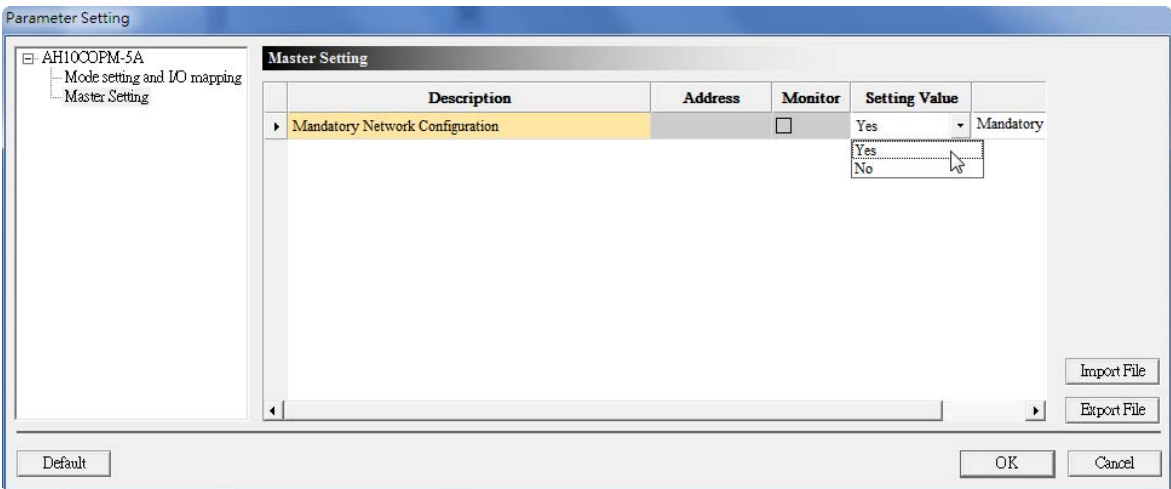 Parameter Setting
AH10COPM-5A
Mode setting and I/O mapping
Master Setting
Master Setting
Description Address Monitor Setting Value
Mandatory Network Configuration Yes Mandatory
Yes
No
Import File
Export File
Default OK Cancel